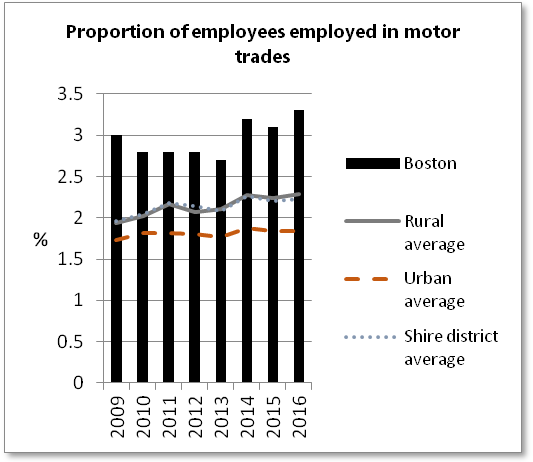 Proportion of employees employed in motor
trades
3.5
3
2.5
2
1.5
1
0.5
0
%
2009
2010
2011
2012
2013
2014
2015
2016
Boston
Rural
average
Urban
average
Shire district
average